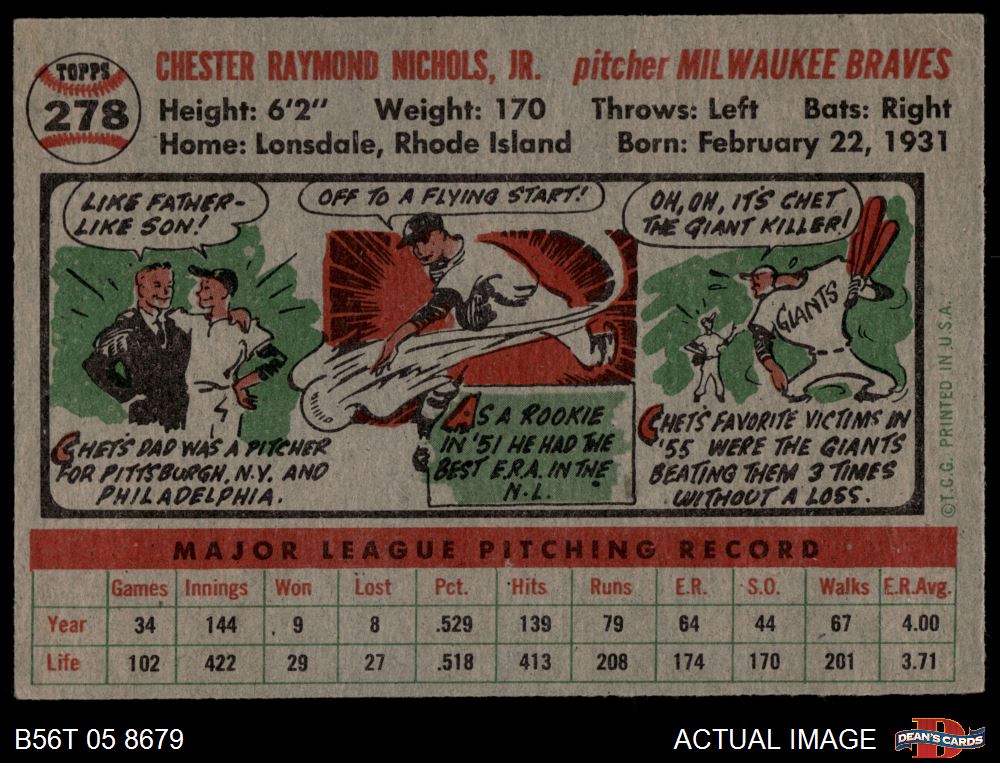 TOPPS
278
CHESTER RAYMOND NICHOLS, JR. pitcher MILWAUKEE BRAVES
Height: 6'2" Weight: 170 Throws: Left Bats: Right
Home: Lonsdale, Rhode Island Born: February 22, 1931
LIKE FATHER-
LIKE SON!
CHET'S DAD WAS A PITCHER
FOR PITTSBURGH, N.Y. AND
PHILADELPHIA.
OFF TO A FLYING START!
AS A ROOKIE
IN '51 HE HAD THE
BEST E.R.A. IN THE
N.L.
OH, OH, IT'S CHET
THE GIANT KILLER!
GIANTS
CHET'S FAVORITE VICTIMS IN
'55 WERE THE GIANTS
BEATING THEM 3 TIMES
WITHOUT A LOSS.
©T.C.G. PRINTED IN U.S.A.
MAJOR LEAGUE PITCHING RECORD
Games Innings Won Lost Pct. Hits Runs E.R. S.O. Walks E.R.Avg.
Year 34 144 9 8 .529 139 79 64 44 67 4.00
Life 102 422 29 27 .518 413 208 174 170 201 3.71
B56T 05 8679 ACTUAL IMAGE DEAN'S CARDS